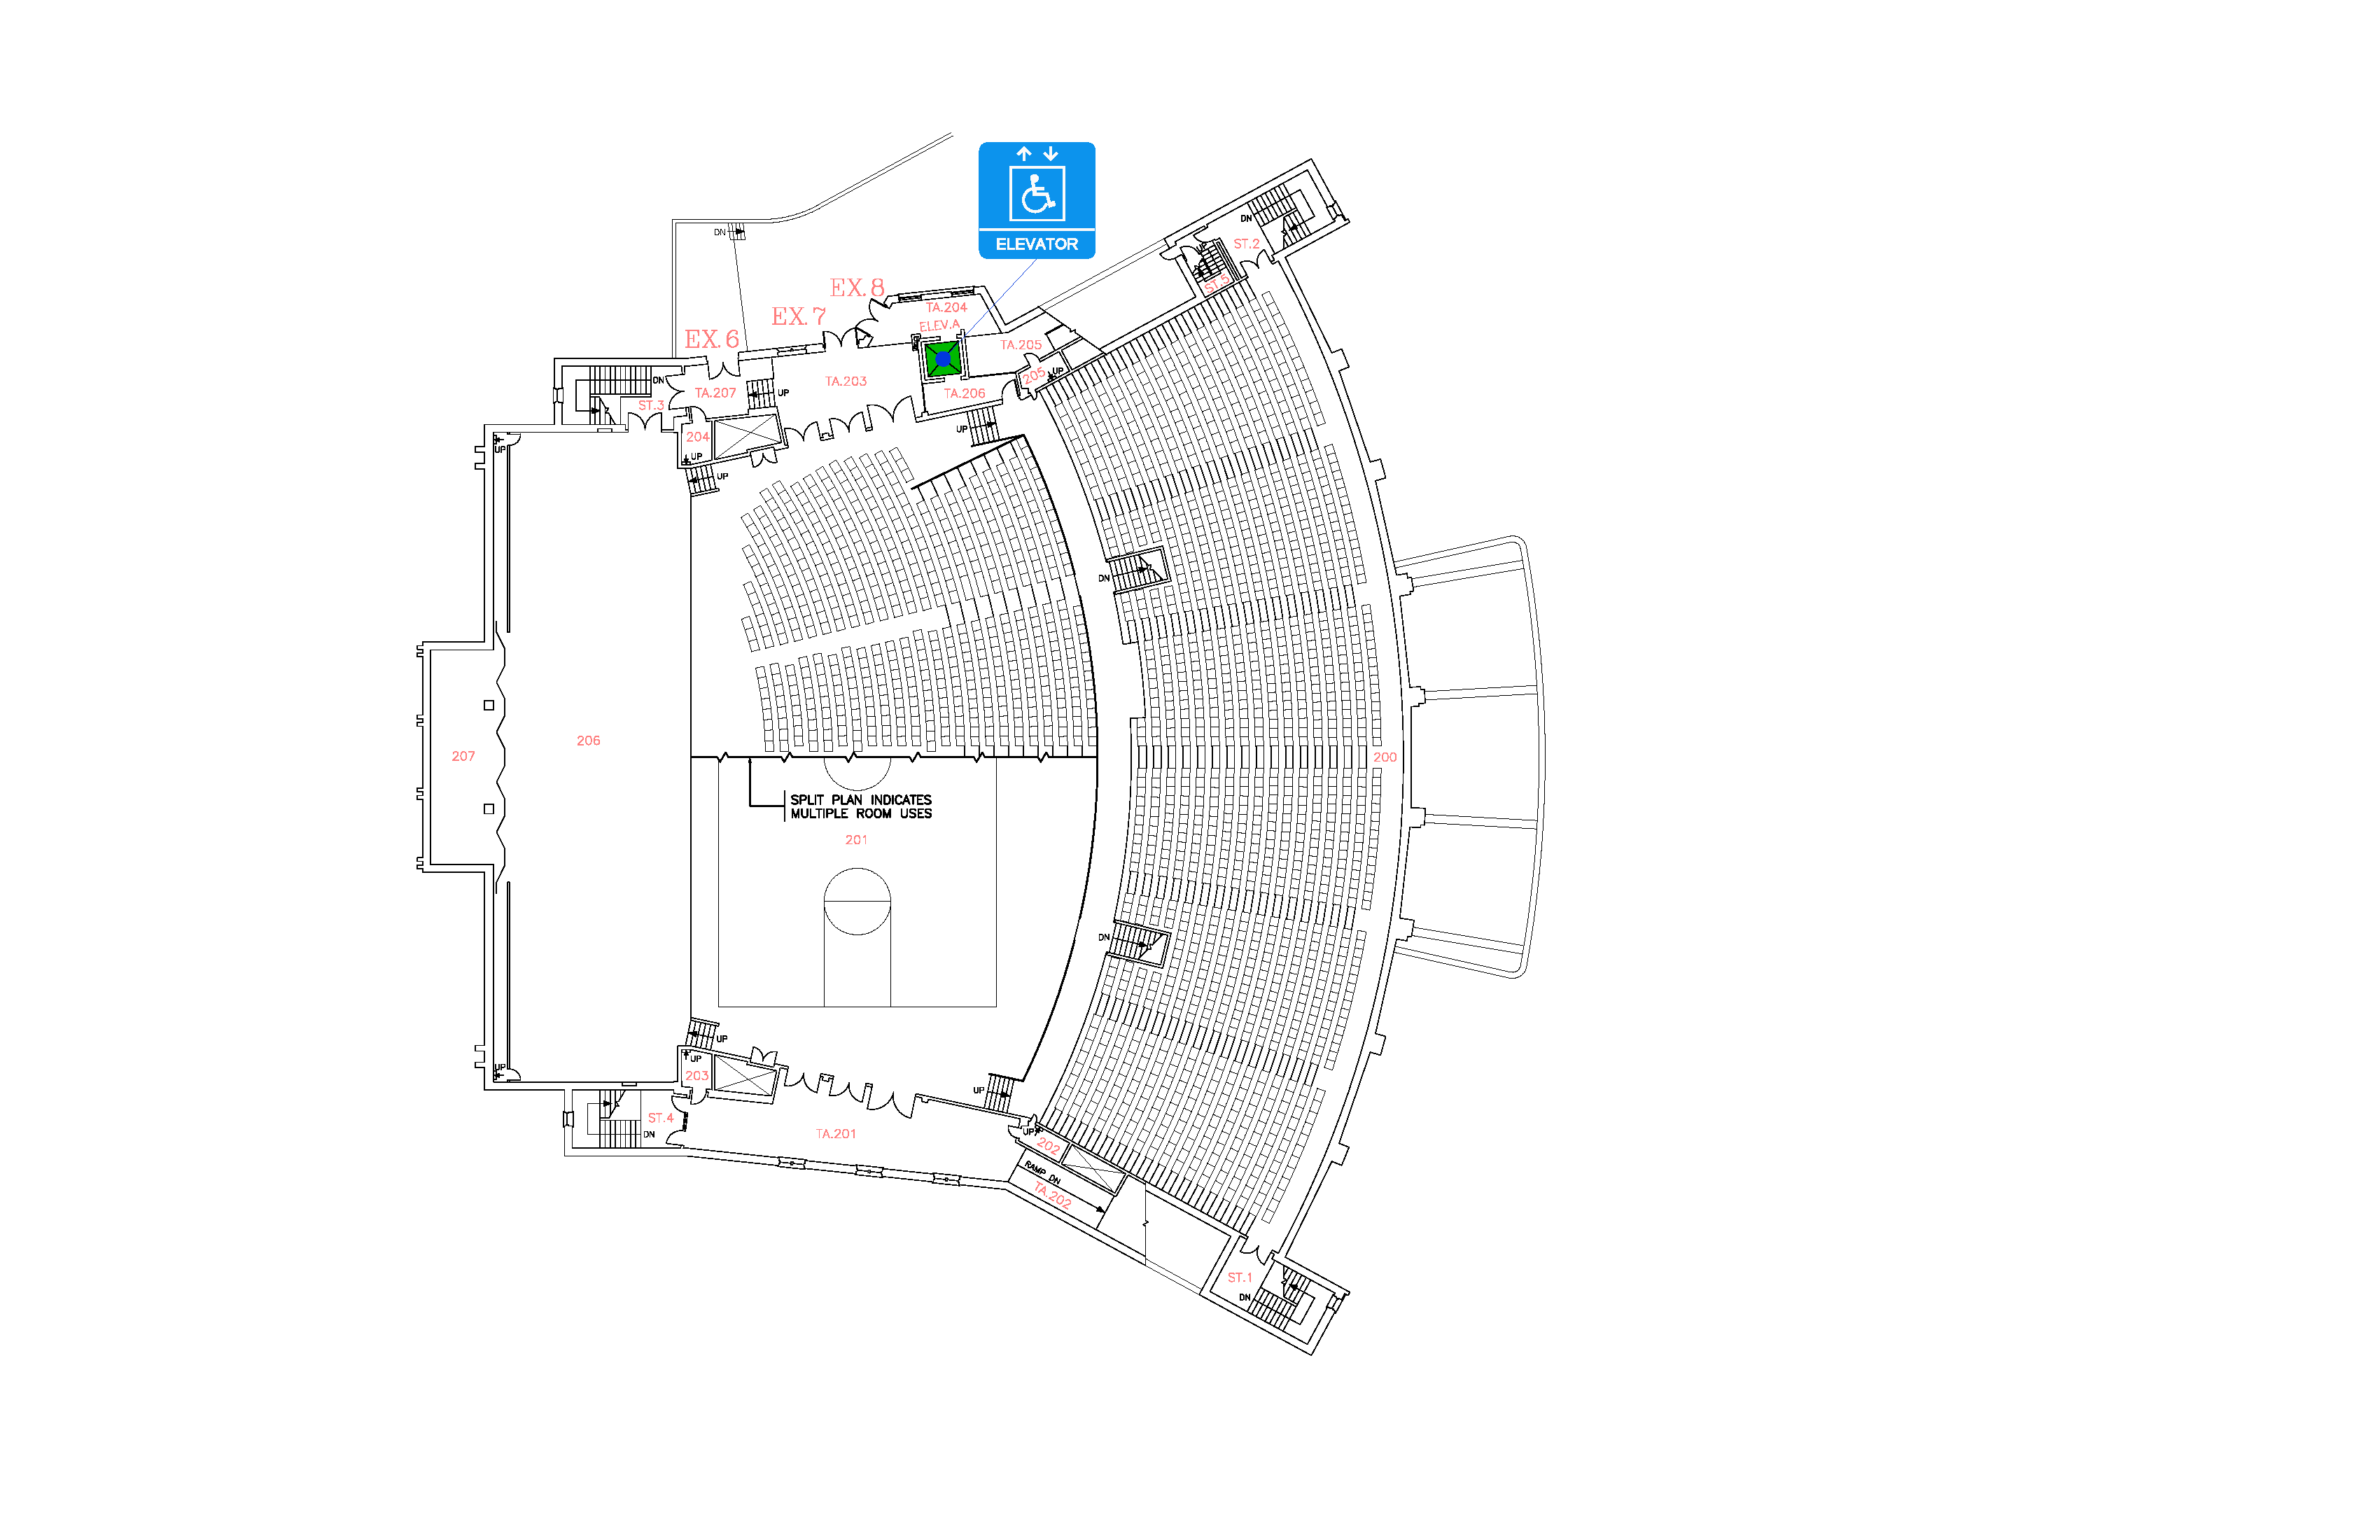 ELEVATOR
DN
DN
ST.2
UP
ST.5
EX.8
TA.204
EX.7
ELEV.A
EX.6
TA.205
TA.203
205
UP
DN
TA.207
UP
TA.206
ST.3
UP
204
UP
UP
UP
DN
206
207
200
SPLIT PLAN INDICATES
MULTIPLE ROOM USES
201
DN
UP
UP
UP
203
UP
ST.4
DN
TA.201
UP
202
RAMP DN
TA.202
ST.1
DN